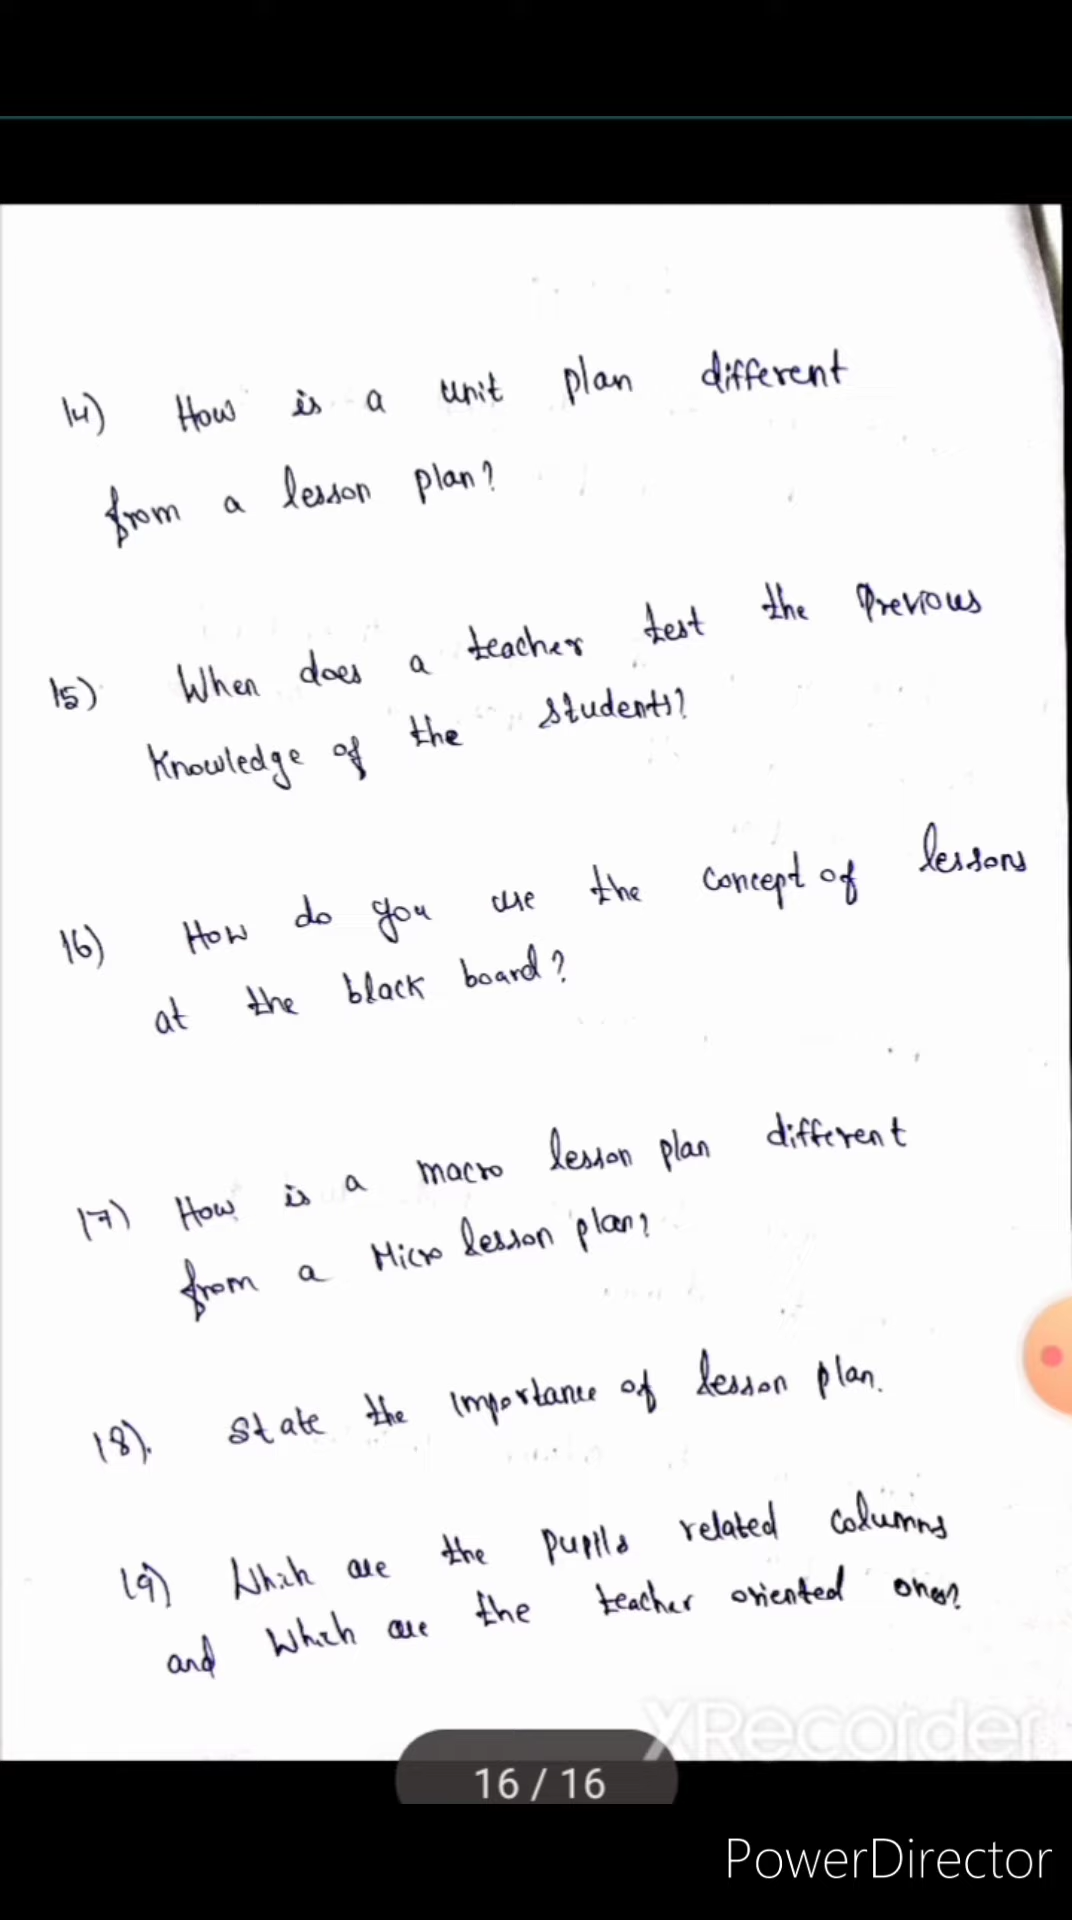 14) How is a unit plan different
from a lesson plan?
15) When does a teacher test the Previous
Knowledge of the students?
16) How do you use the concept of lessons
at the black board?
17) How is a macro lesson plan different
from a Micro lesson plan?
18). State the importance of lesson plan.
19) Which are the pupils related columns
and which are the teacher oriented ones?
XRecorder
16 / 16
PowerDirector